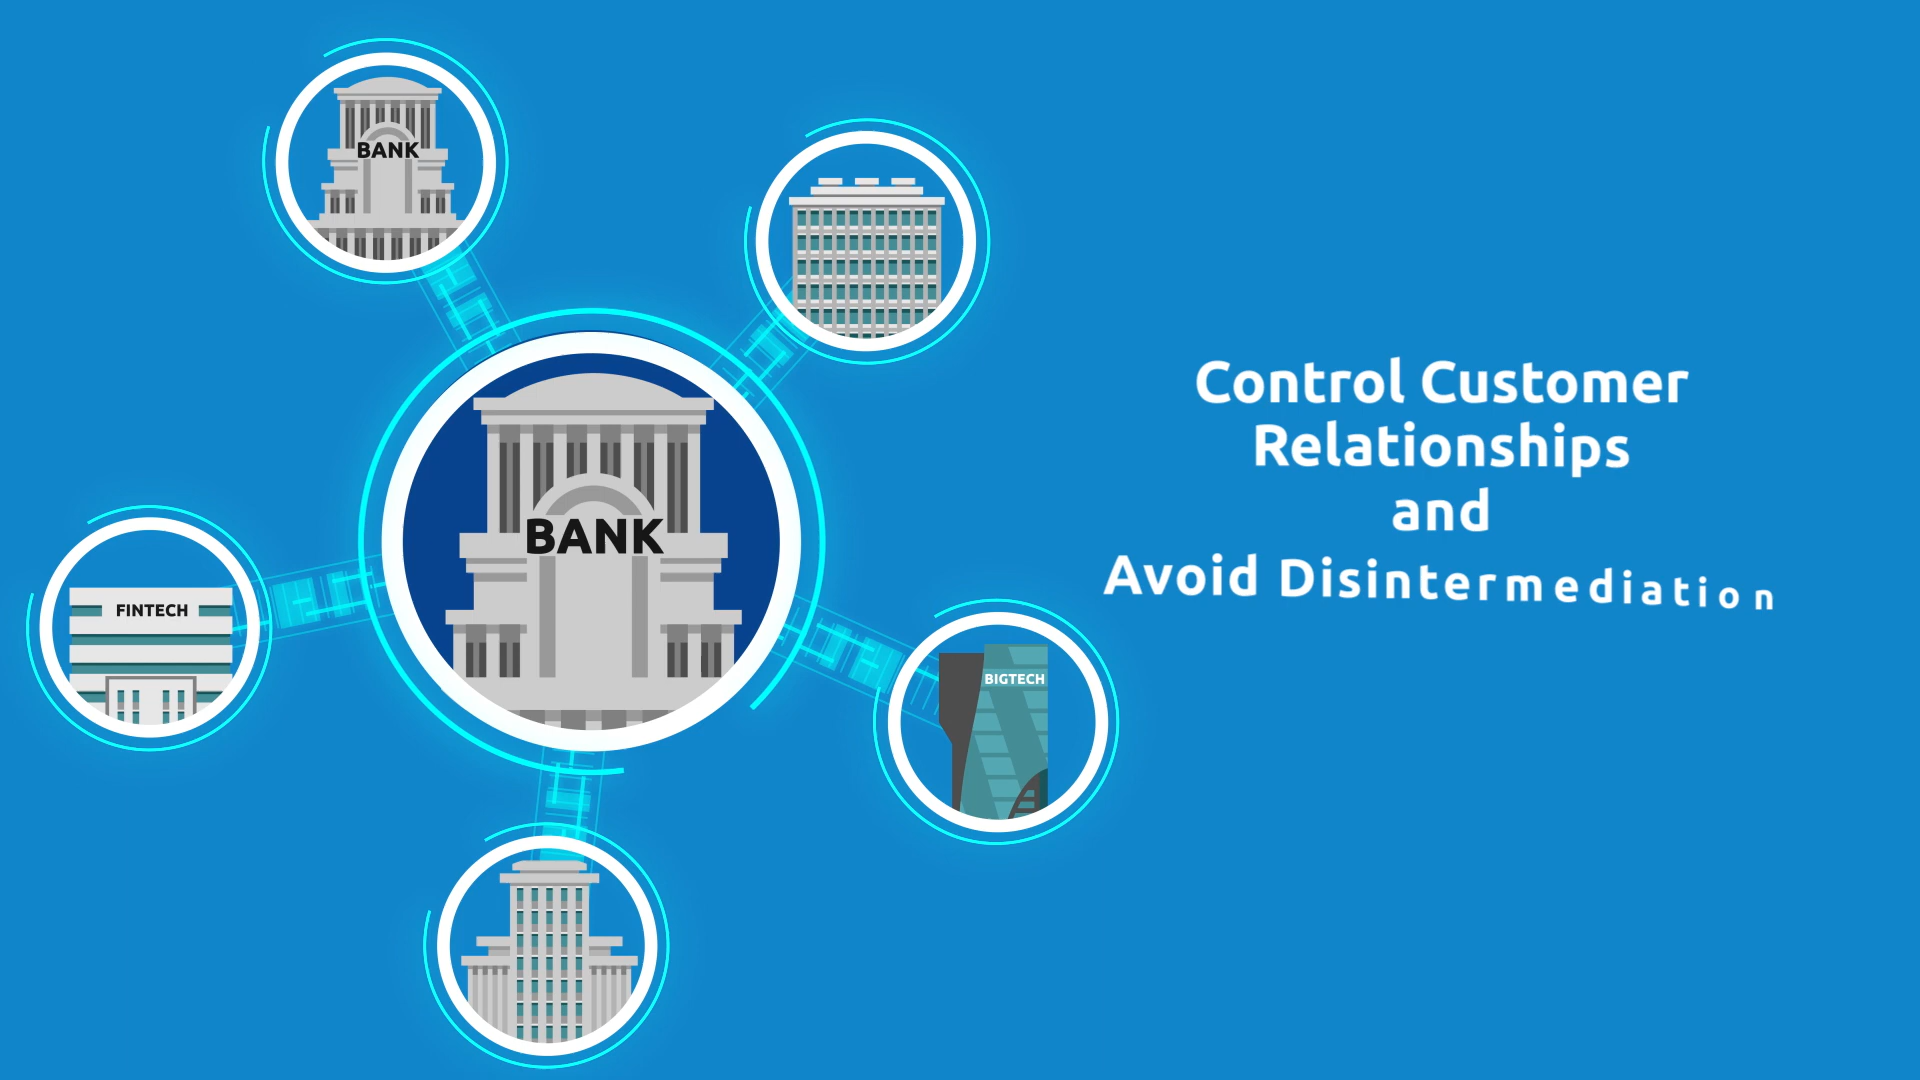 BANK
BANK
FINTECH
BIGTECH
Control Customer
Relationships
and
Avoid Disintermediation